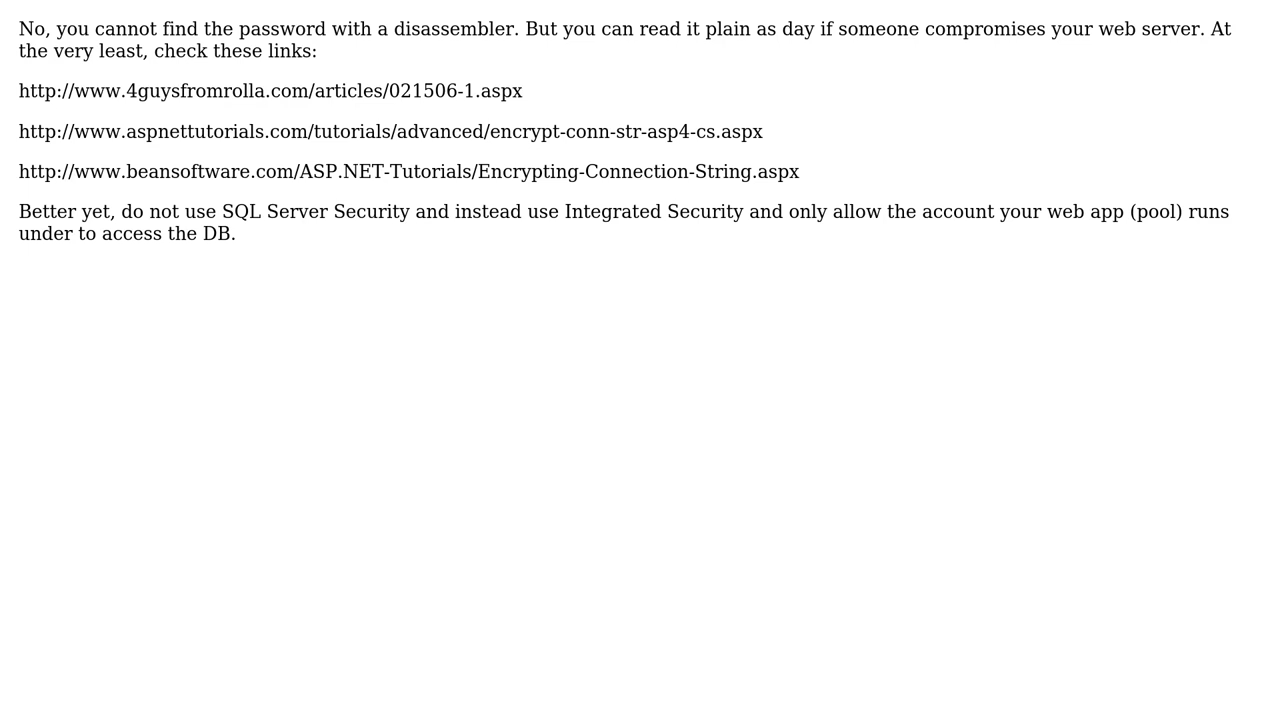 No, you cannot find the password with a disassembler. But you can read it plain as day if someone compromises your web server. At
the very least, check these links:
http://www.4guysfromrolla.com/articles/021506-1.aspx
http://www.aspnettutorials.com/tutorials/advanced/encrypt-conn-str-asp4-cs.aspx
http://www.beansoftware.com/ASP.NET-Tutorials/Encrypting-Connection-String.aspx
Better yet, do not use SQL Server Security and instead use Integrated Security and only allow the account your web app (pool) runs
under to access the DB.